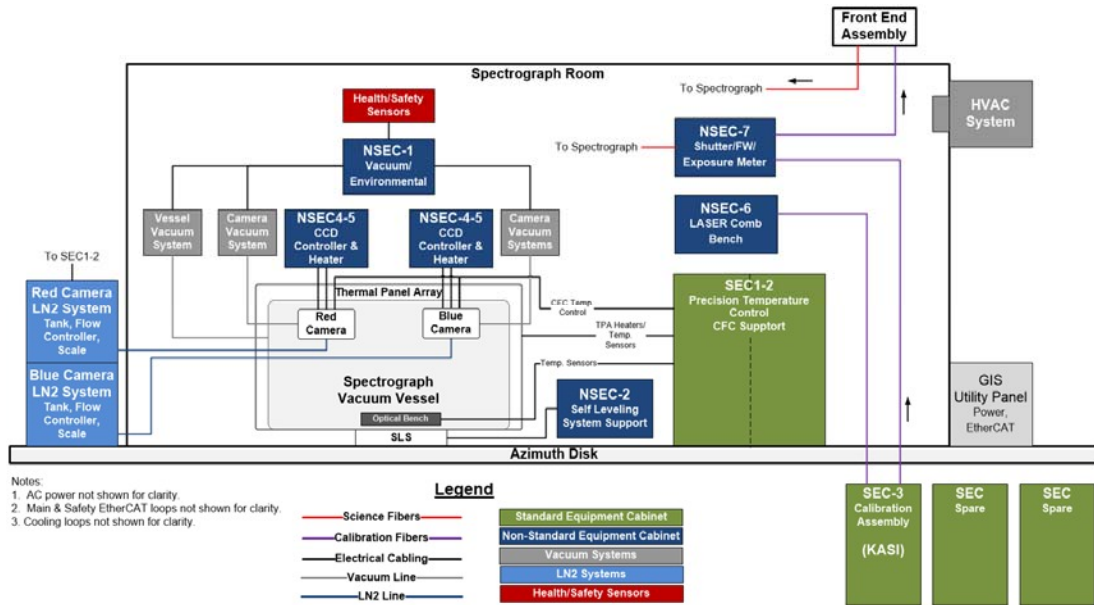 Front End
Assembly
Spectrograph Room
To Spectrograph
HVAC
System
Health/Safety
Sensors
NSEC-1
Vacuum/
Environmental
To Spectrograph
NSEC-7
Shutter/FW/
Exposure Meter
Vessel
Vacuum
System
Camera
Vacuum
System
NSEC4-5
CCD
Controller &
Heater
NSEC-4-5
CCD
Controller &
Heater
Camera
Vacuum
Systems
NSEC-6
LASER Comb
Bench
To SEC1-2
Red Camera
LN2 System
Tank, Flow
Controller,
Scale
Blue Camera
LN2 System
Tank, Flow
Controller,
Scale
Thermal Panel Array
Red
Camera
Blue
Camera
CFC Temp.
Control
TPA Heaters/
Temp.
Sensors
Temp. Sensors
SEC1-2
Precision Temperature
Control
CFC Supptort
Spectrograph
Vacuum Vessel
Optical Bench
SLS
NSEC-2
Self Leveling
System Support
GIS
Utility Panel
Power,
EtherCAT
Azimuth Disk
Notes:
1. AC power not shown for clarity.
2. Main & Safety EtherCAT loops not shown for clarity.
3. Cooling loops not shown for clarity.
Legend
Science Fibers
Calibration Fibers
Electrical Cabling
Vacuum Line
LN2 Line
Standard Equipment Cabinet
Non-Standard Equipment Cabinet
Vacuum Systems
LN2 Systems
Health/Safety Sensors
SEC-3
Calibration
Assembly
(KASI)
SEC
Spare
SEC
Spare